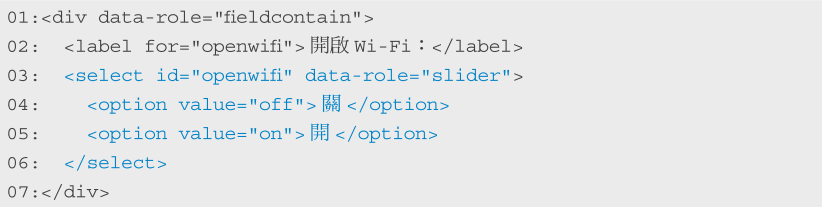 01:<div data-role="fieldcontain">
02:  <label for="openwifi">開啟 Wi-Fi：</label>
03:  <select id="openwifi" data-role="slider">
04:    <option value="off">關 </option>
05:    <option value="on">開 </option>
06:  </select>
07:</div>